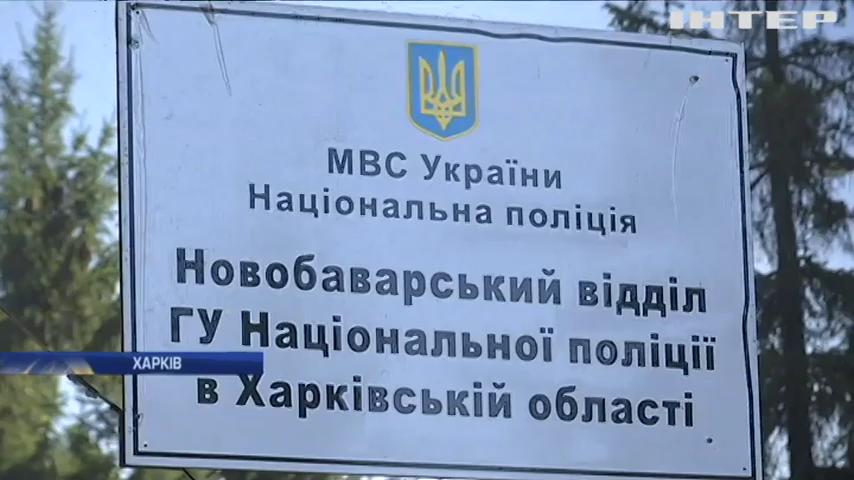 ІНТЕР
МВС України
Національна поліція
Новобаварський відділ
ГУ Національної поліції
в Харківській області
ХАРКІВ